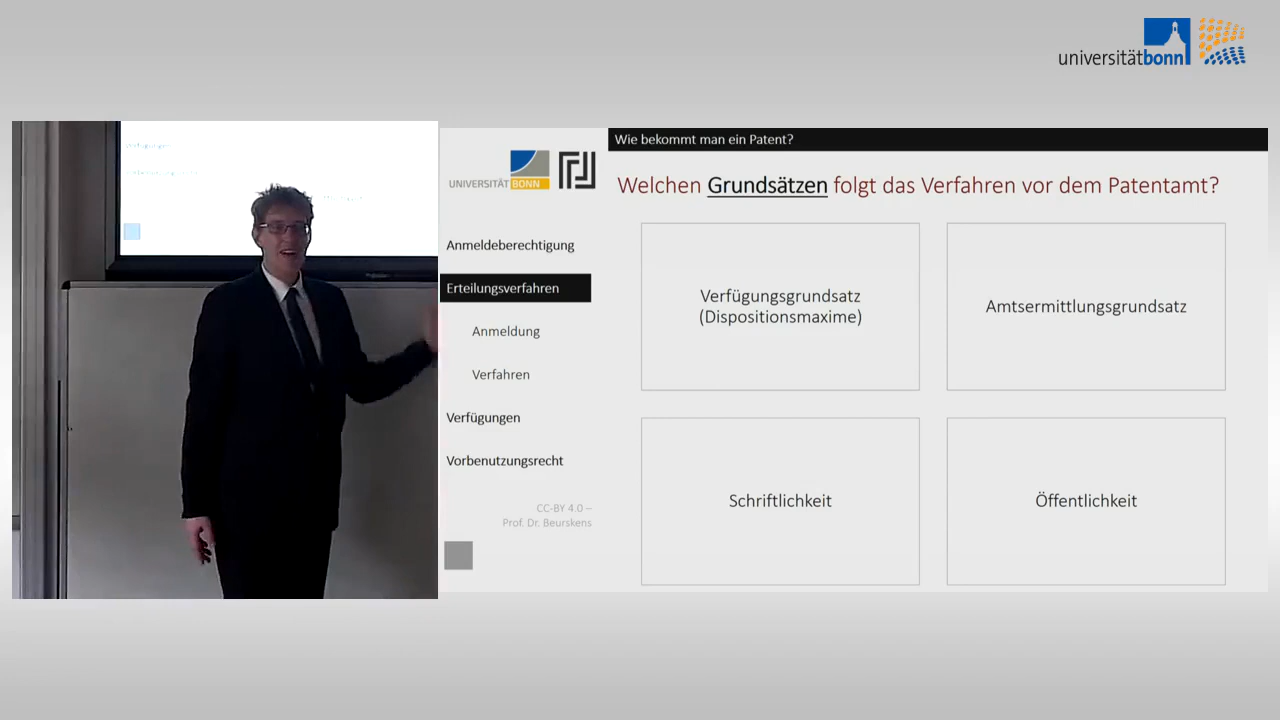 universitätbonn
Wie bekommt man ein Patent?
UNIVERSITÄT BONN
Welchen Grundsätzen folgt das Verfahren vor dem Patentamt?
Anmeldeberechtigung
Erteilungsverfahren
Anmeldung
Verfahren
Verfügungen
Vorbenutzungsrecht
CC-BY 4.0 –
Prof. Dr. Beurskens
Verfügungsgrundsatz
(Dispositionsmaxime)
Amtsermittlungsgrundsatz
Schriftlichkeit
Öffentlichkeit